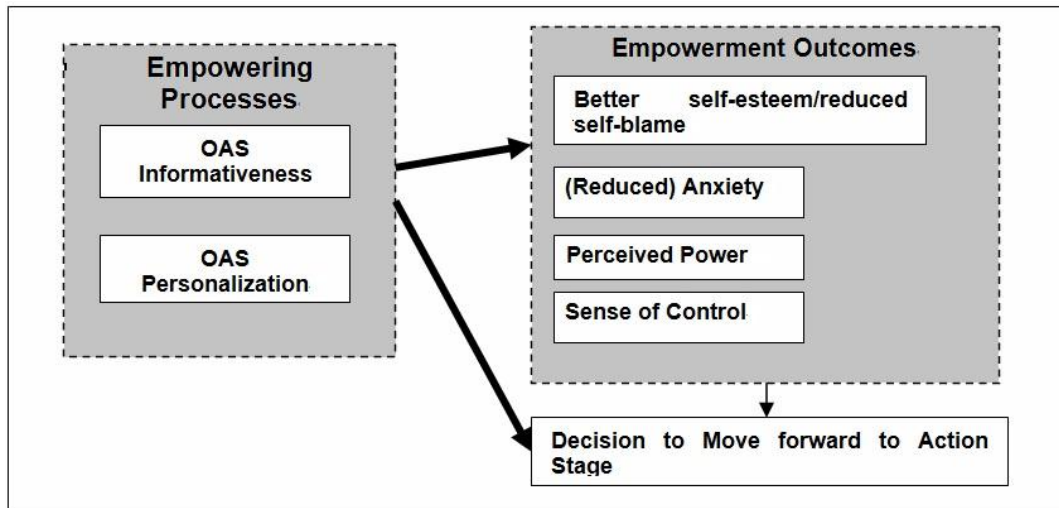 Empowering
Processes
OAS
Informativeness
OAS
Personalization
Empowerment Outcomes
Better self-esteem/reduced
self-blame
(Reduced) Anxiety
Perceived Power
Sense of Control
Decision to Move forward to Action
Stage